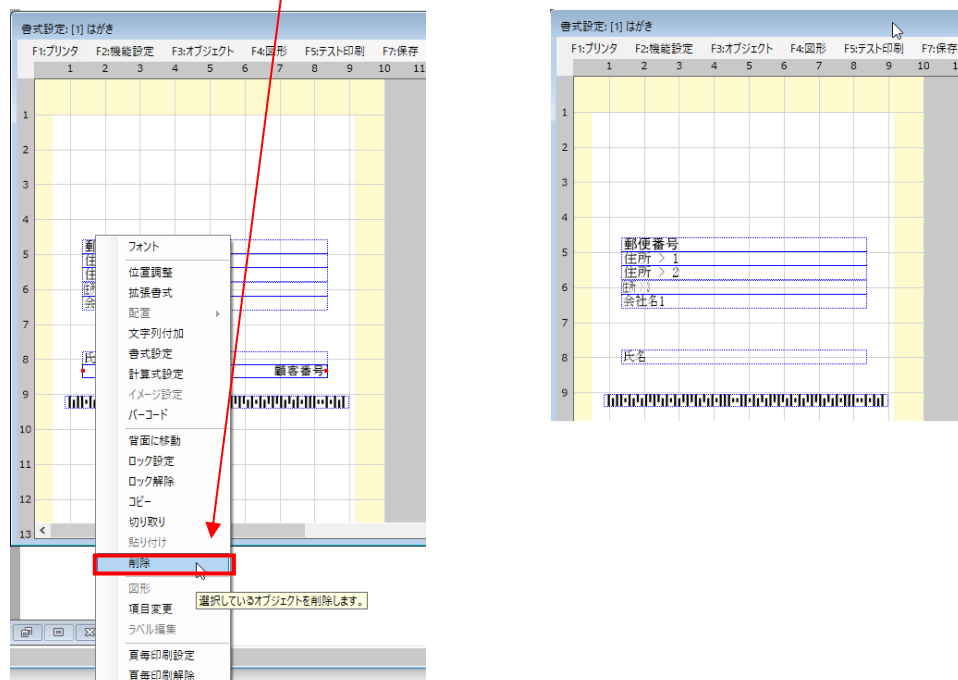 書式設定: [1] はがき
F1:プリンタ F2:機能設定 F3:オブジェクト F4:図形 F5:テスト印刷 F7:保存
1 2 3 4 5 6 7 8 9 10 11
1
2
3
4
5
6
7
8
9
10
11
12
13
顧客番号
フォント
位置調整
拡張書式
配置
文字列付加
書式設定
計算式設定
イメージ設定
バーコード
背面に移動
ロック設定
ロック解除
コピー
切り取り
貼り付け
削除
図形
項目変更
ラベル編集
頁毎印刷設定
頁毎印刷解除
選択しているオブジェクトを削除します。
書式設定: [1] はがき
F1:プリンタ F2:機能設定 F3:オブジェクト F4:図形 F5:テスト印刷 F7:保存
1 2 3 4 5 6 7 8 9 10
1
2
3
4
5
6
7
8
9
郵便番号
住所 > 1
住所 > 2
住所 > 3
会社名1
氏名